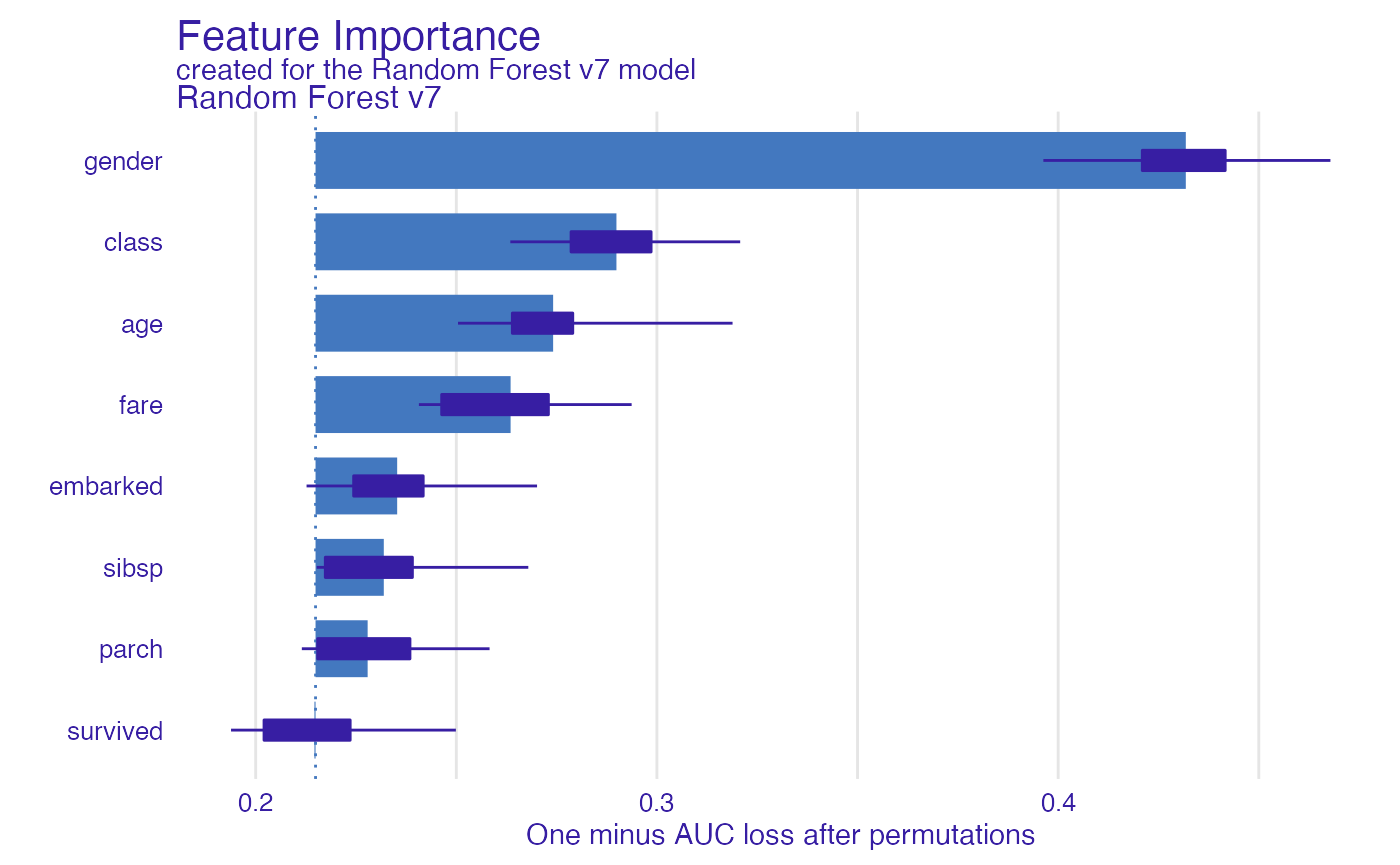 Feature Importance
created for the Random Forest v7 model
Random Forest v7
gender
class
age
fare
embarked
sibsp
parch
survived
0.2 0.3 0.4
One minus AUC loss after permutations